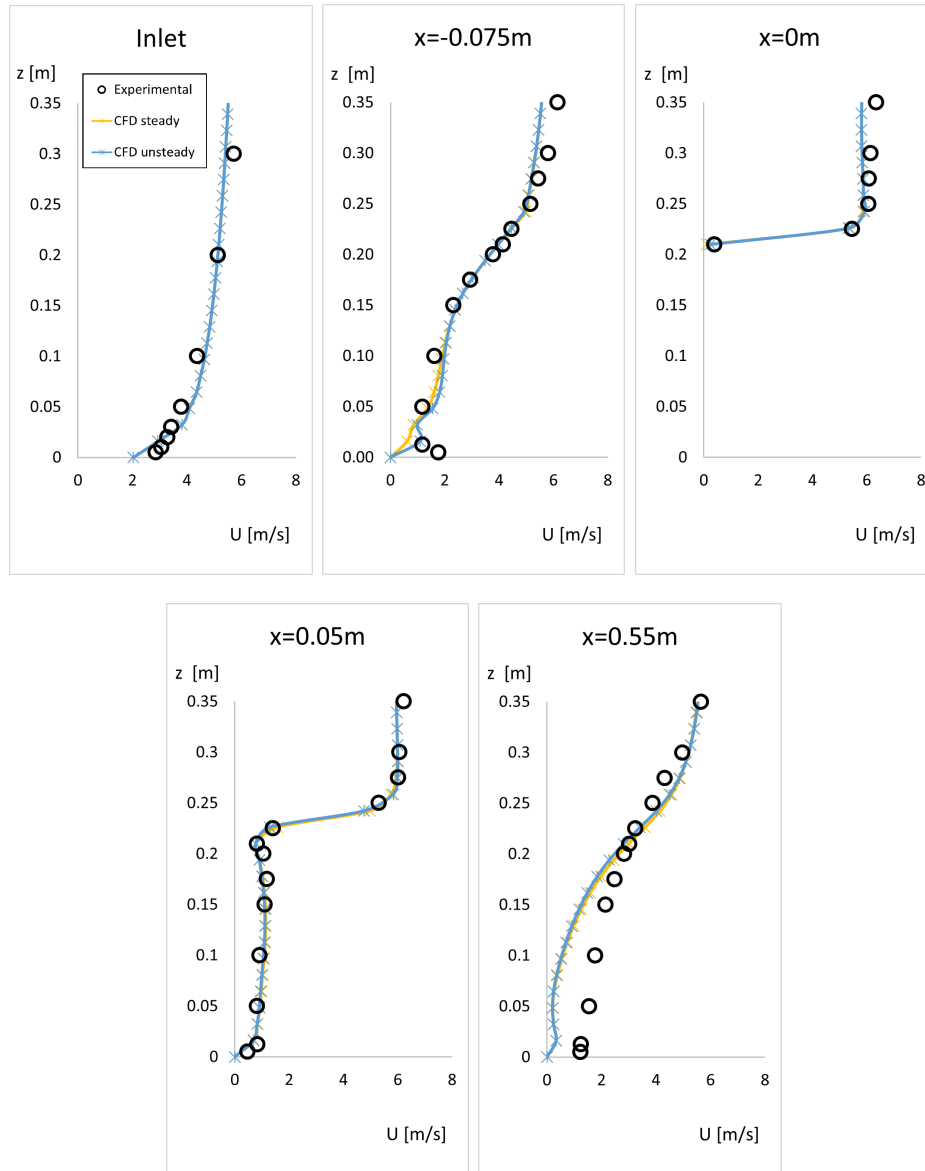 Inlet
z [m]
Experimental
CFD steady
CFD unsteady
0.35
0.3
0.25
0.2
0.15
0.1
0.05
0
0 2 4 6 8
U [m/s]
x=-0.075m
z [m]
0.35
0.30
0.25
0.20
0.15
0.10
0.05
0.00
0 2 4 6 8
U [m/s]
x=0m
z [m]
0.35
0.3
0.25
0.2
0.15
0.1
0.05
0
0 2 4 6 8
U [m/s]
x=0.05m
z [m]
0.35
0.3
0.25
0.2
0.15
0.1
0.05
0
0 2 4 6 8
U [m/s]
x=0.55m
z [m]
0.35
0.3
0.25
0.2
0.15
0.1
0.05
0
0 2 4 6 8
U [m/s]